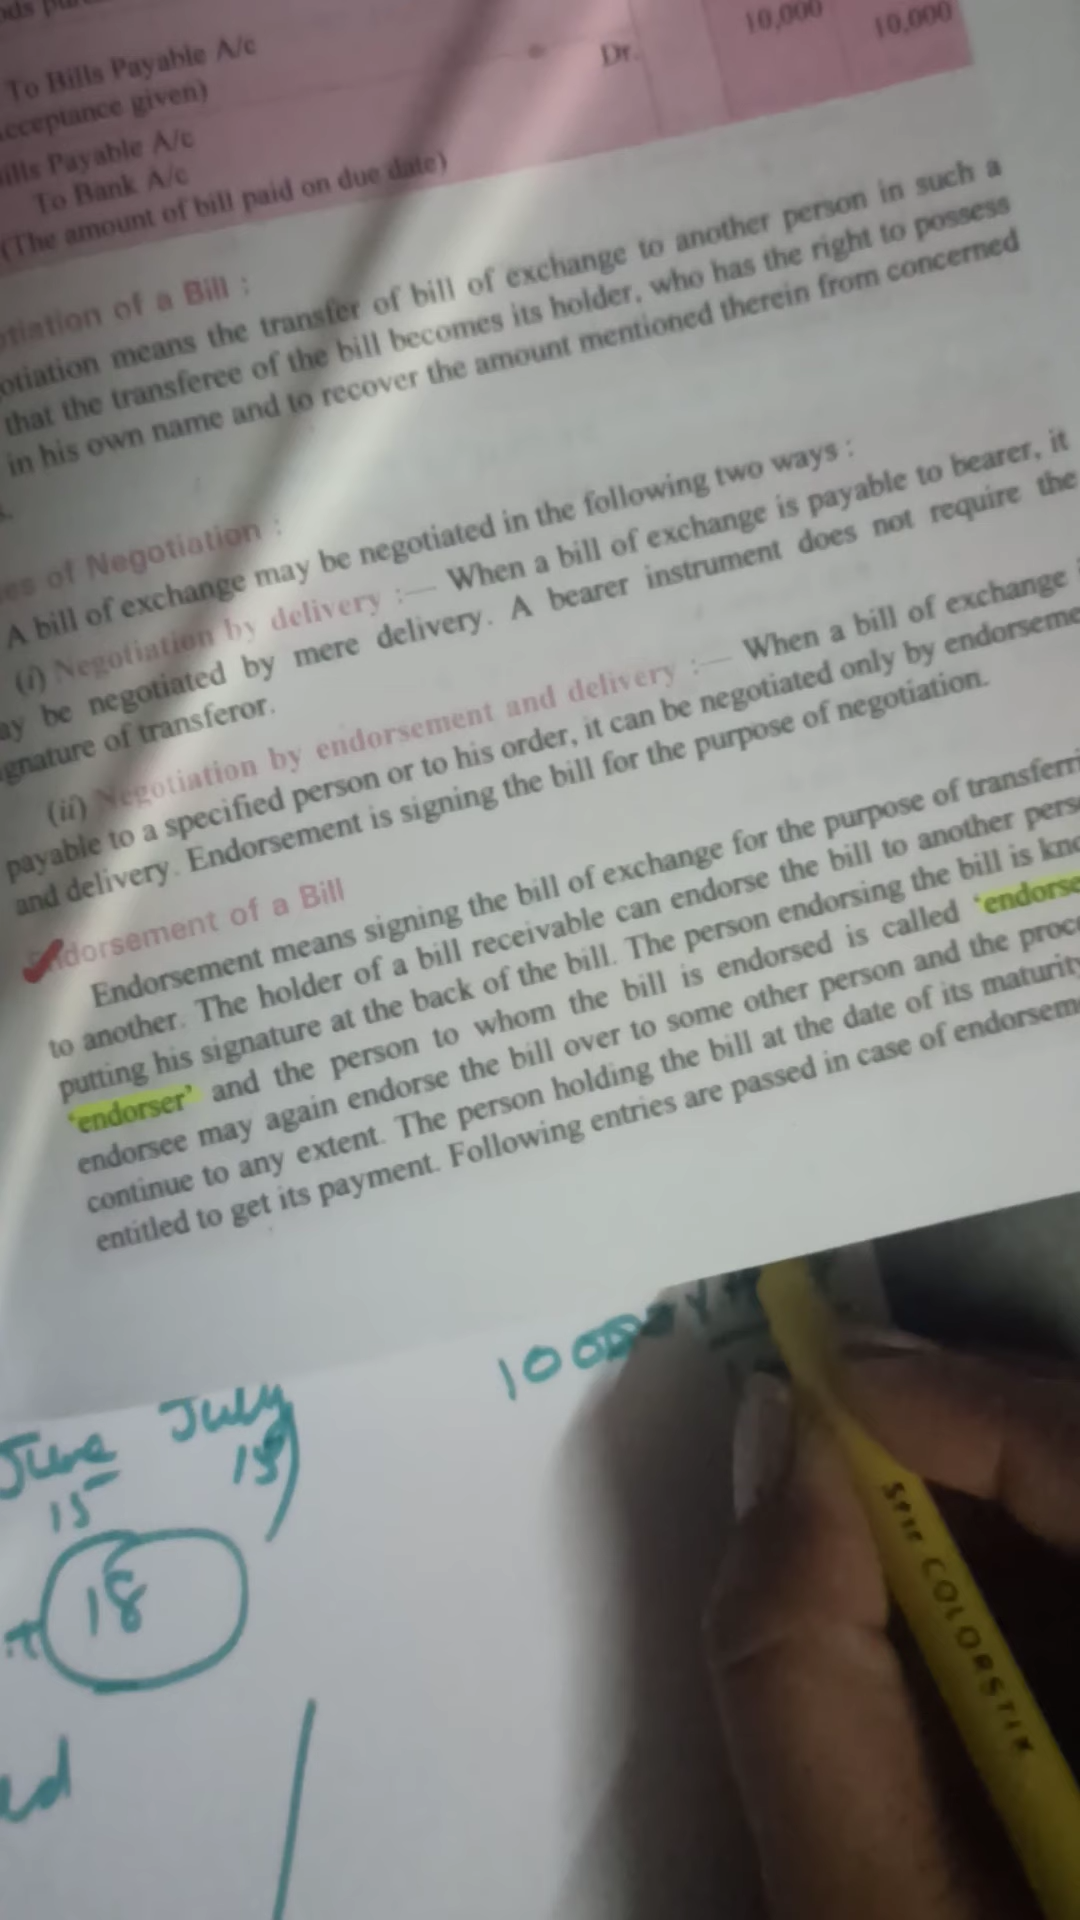 To Bills Payable A/c
10,000
10,000
cceptance given)
Dr.
ills Payable A/c
To Bank A/c
(The amount of bill paid on due date)
otiation of a Bill :
otiation means the transfer of bill of exchange to another person in such a
that the transferee of the bill becomes its holder, who has the right to possess
in his own name and to recover the amount mentioned therein from concerned
es of Negotiation :
A bill of exchange may be negotiated in the following two ways :
(i) Negotiation by delivery :— When a bill of exchange is payable to bearer, it
ay be negotiated by mere delivery. A bearer instrument does not require the
gnature of transferor.
(ii) Negotiation by endorsement and delivery :— When a bill of exchange
payable to a specified person or to his order, it can be negotiated only by endorseme
and delivery. Endorsement is signing the bill for the purpose of negotiation.
ndorsement of a Bill
Endorsement means signing the bill of exchange for the purpose of transferri
to another. The holder of a bill receivable can endorse the bill to another pers
putting his signature at the back of the bill. The person endorsing the bill is kno
'endorser' and the person to whom the bill is endorsed is called 'endorse
endorsee may again endorse the bill over to some other person and the proc
continue to any extent. The person holding the bill at the date of its maturity
entitled to get its payment. Following entries are passed in case of endorsem
June July
15 15
18
Star COLORSTIX